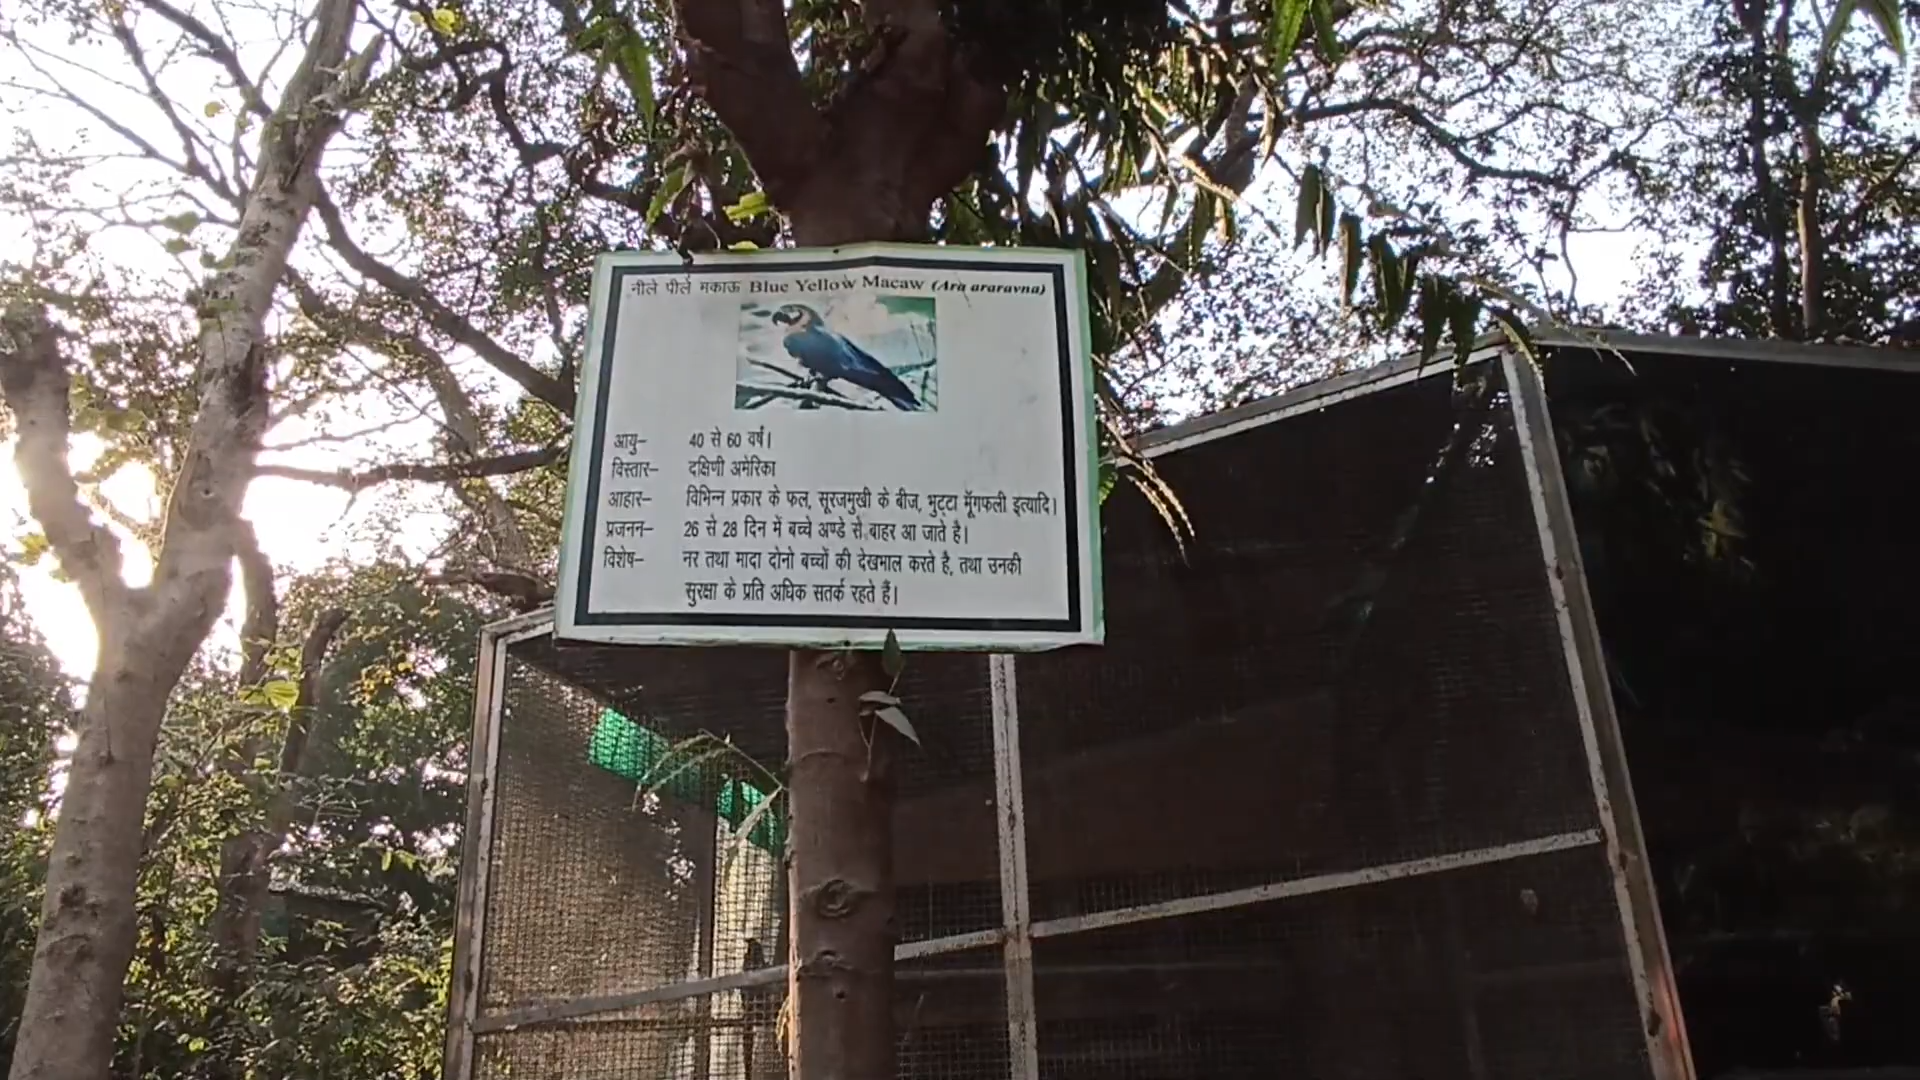 नीले पीले मकाऊ Blue Yellow Macaw (Ara araravna)
आयु– 40 से 60 वर्ष।
विस्तार– दक्षिणी अमेरिका
आहार– विभिन्न प्रकार के फल, सूरजमुखी के बीज, भुट्टा मूँगफली इत्यादि।
प्रजनन– 26 से 28 दिन में बच्चे अण्डे से बाहर आ जाते है।
विशेष– नर तथा मादा दोनो बच्चों की देखभाल करते है, तथा उनकी
सुरक्षा के प्रति अधिक सतर्क रहते हैं।